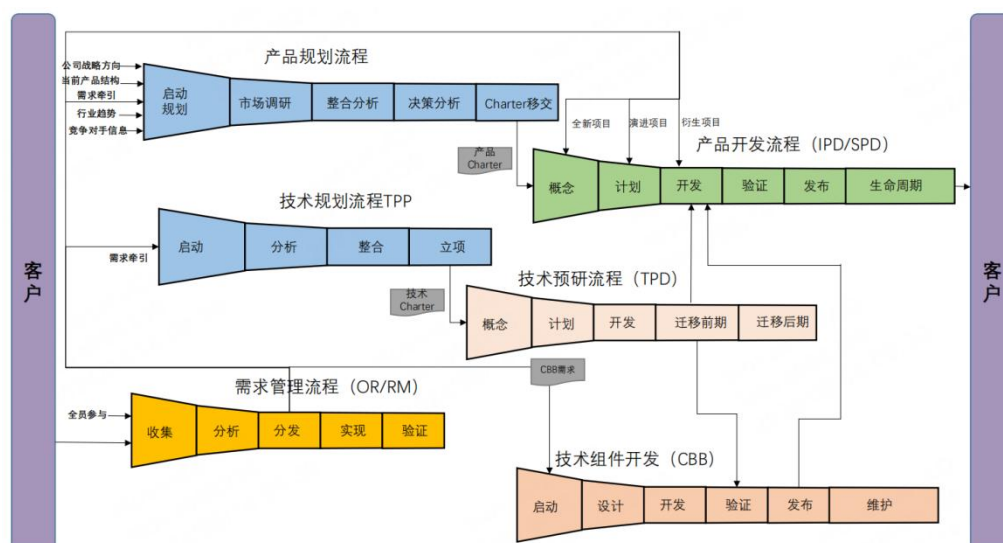 客户
产品规划流程
公司战略方向
当前产品结构
需求牵引
行业趋势
竞争对手信息
启动
规划
市场调研
整合分析
决策分析
Charter移交
产品
Charter
全新项目
演进项目
衍生项目
产品开发流程（IPD/SPD）
概念
计划
开发
验证
发布
生命周期
技术规划流程TPP
需求牵引
启动
分析
整合
立项
技术
Charter
技术预研流程（TPD）
概念
计划
开发
迁移前期
迁移后期
CBB需求
需求管理流程（OR/RM）
全员参与
收集
分析
分发
实现
验证
技术组件开发（CBB）
启动
设计
开发
验证
发布
维护
客户